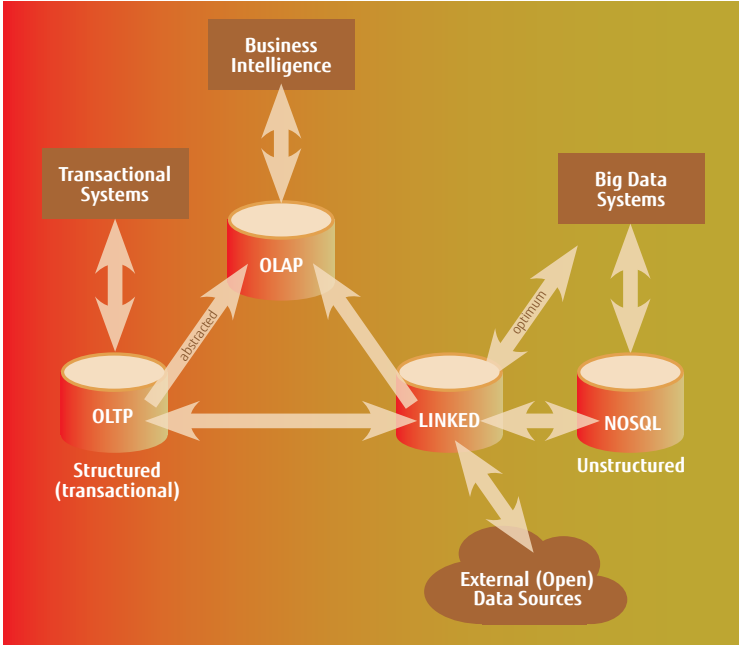 Business
Intelligence
Transactional
Systems
Big Data
Systems
OLAP
abstracted
optimum
OLTP
LINKED
NOSQL
Structured
(transactional)
Unstructured
External (Open)
Data Sources